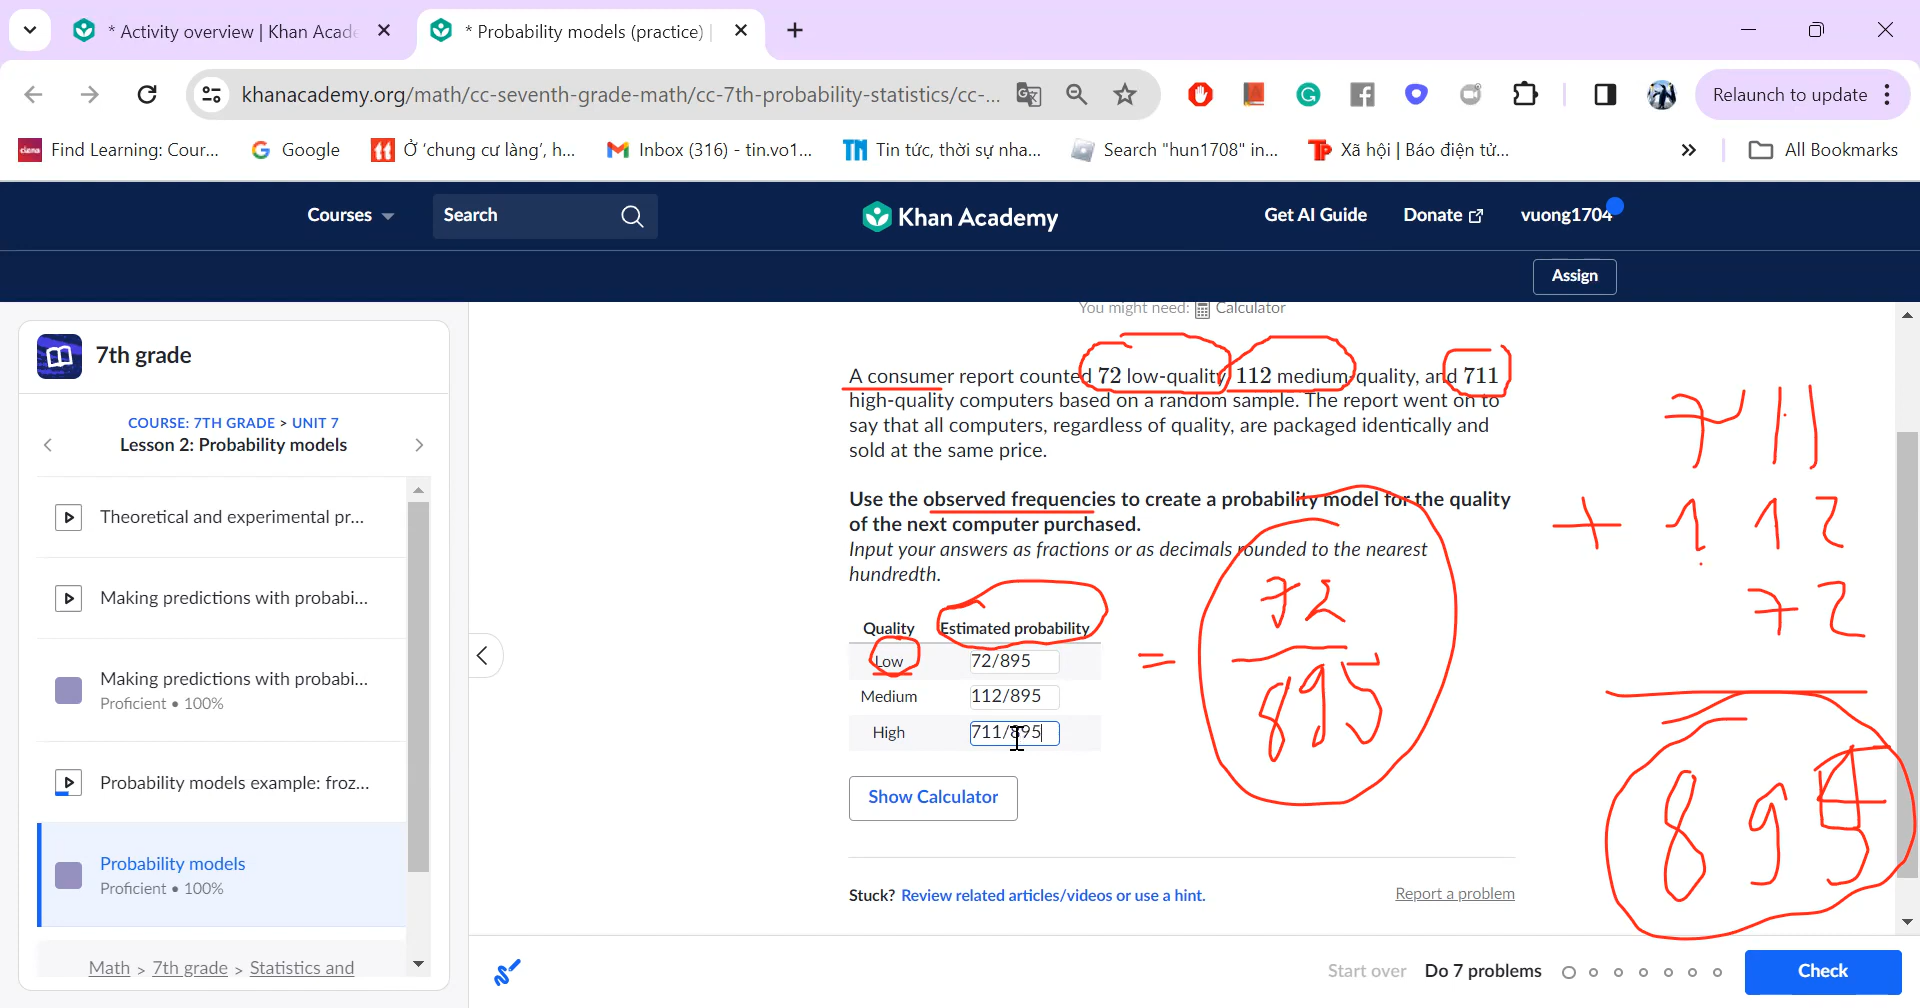 * Activity overview | Khan Acade
* Probability models (practice) |
khanacademy.org/math/cc-seventh-grade-math/cc-7th-probability-statistics/cc-...
Relaunch to update
Find Learning: Cour...
Google
Ở 'chung cư làng', h...
Inbox (316) - tin.vo1...
TN Tin tức, thời sự nha...
Search "hun1708" in...
TP Xã hội | Báo điện tử...
All Bookmarks
Courses
Search
Khan Academy
Get AI Guide
Donate
vuong1704
Assign
7th grade
COURSE: 7TH GRADE > UNIT 7
Lesson 2: Probability models
Theoretical and experimental pr...
Making predictions with probabi...
Making predictions with probabi...
Proficient • 100%
Probability models example: froz...
Probability models
Proficient • 100%
Math > 7th grade > Statistics and
You might need: Calculator
A consumer report counted 72 low-quality, 112 medium-quality, and 711
high-quality computers based on a random sample. The report went on to
say that all computers, regardless of quality, are packaged identically and
sold at the same price.
Use the observed frequencies to create a probability model for the quality
of the next computer purchased.
Input your answers as fractions or as decimals rounded to the nearest
hundredth.
Quality Estimated probability
Low 72/895
Medium 112/895
High 711/895
= 72
895
711
+ 112
72
895
Show Calculator
Stuck? Review related articles/videos or use a hint.
Report a problem
Start over
Do 7 problems
Check